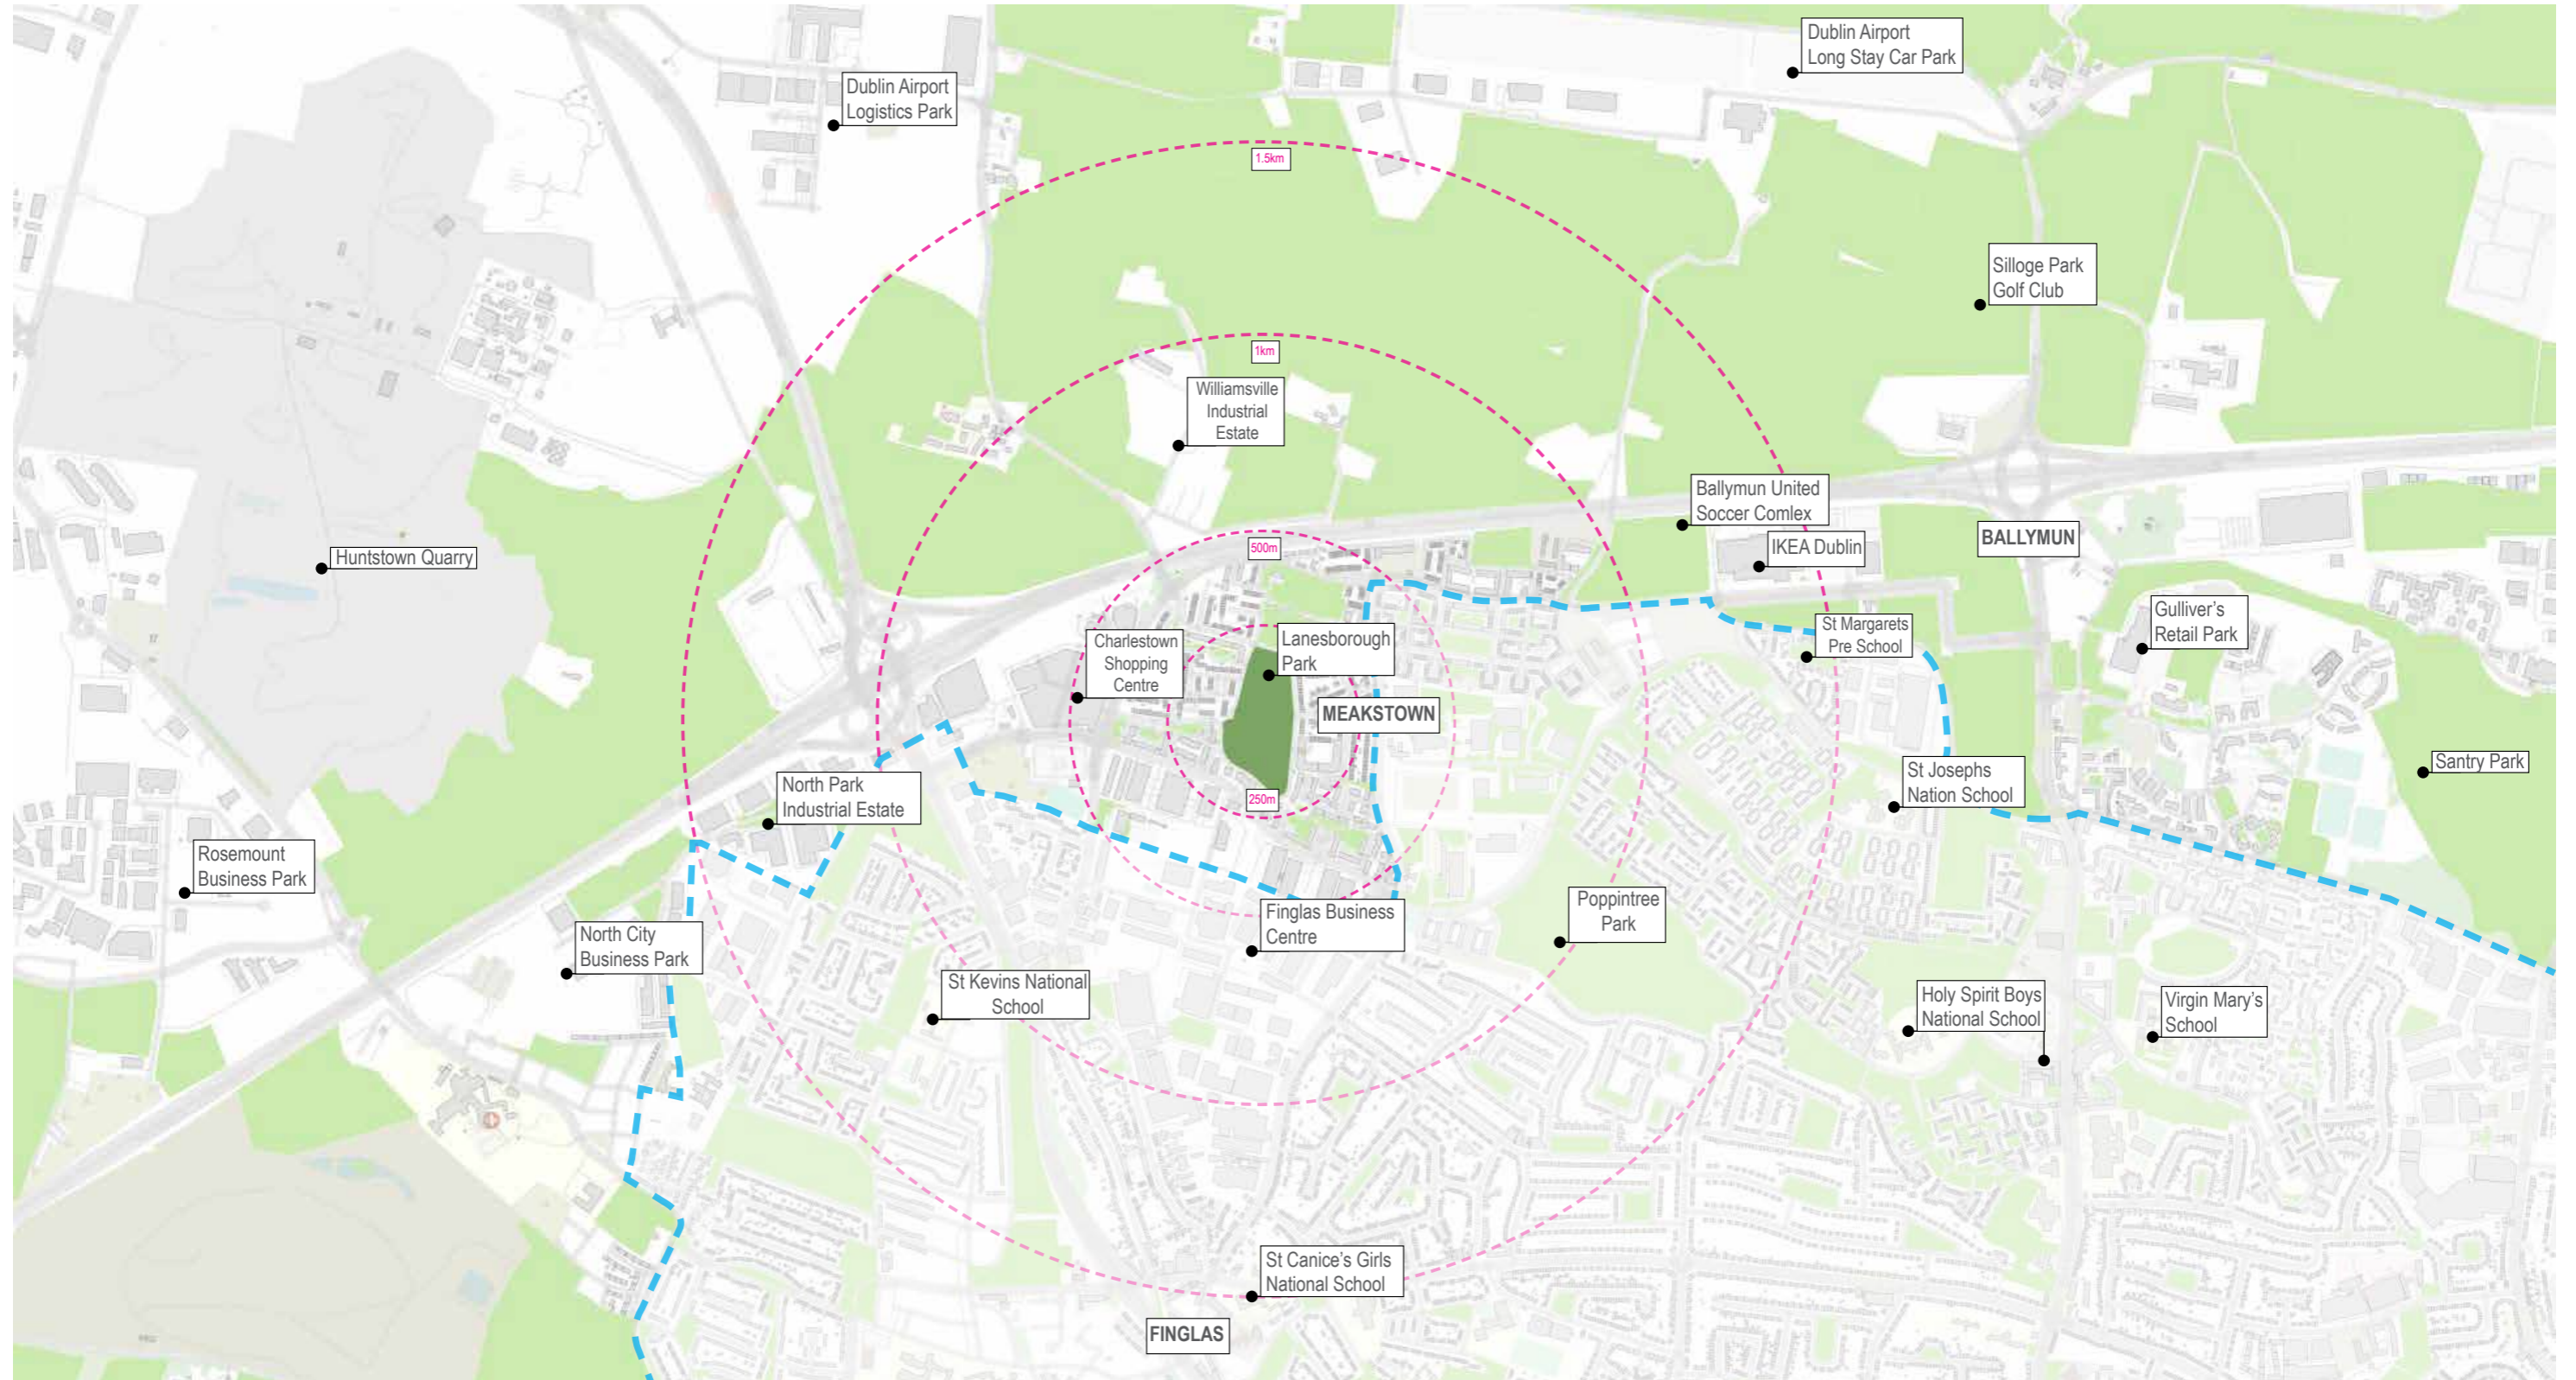 Dublin Airport
Long Stay Car Park
Dublin Airport
Logistics Park
1.5km
Silloge Park
Golf Club
1km
Williamsville
Industrial
Estate
Ballymun United
Soccer Comlex
BALLYMUN
500m
IKEA Dublin
Huntstown Quarry
Gulliver's
Retail Park
Charlestown
Shopping
Centre
Lanesborough
Park
St Margarets
Pre School
MEAKSTOWN
Santry Park
North Park
Industrial Estate
250m
St Josephs
Nation School
Rosemount
Business Park
Finglas Business
Centre
Poppintree
Park
North City
Business Park
St Kevins National
School
Holy Spirit Boys
National School
Virgin Mary's
School
St Canice's Girls
National School
FINGLAS